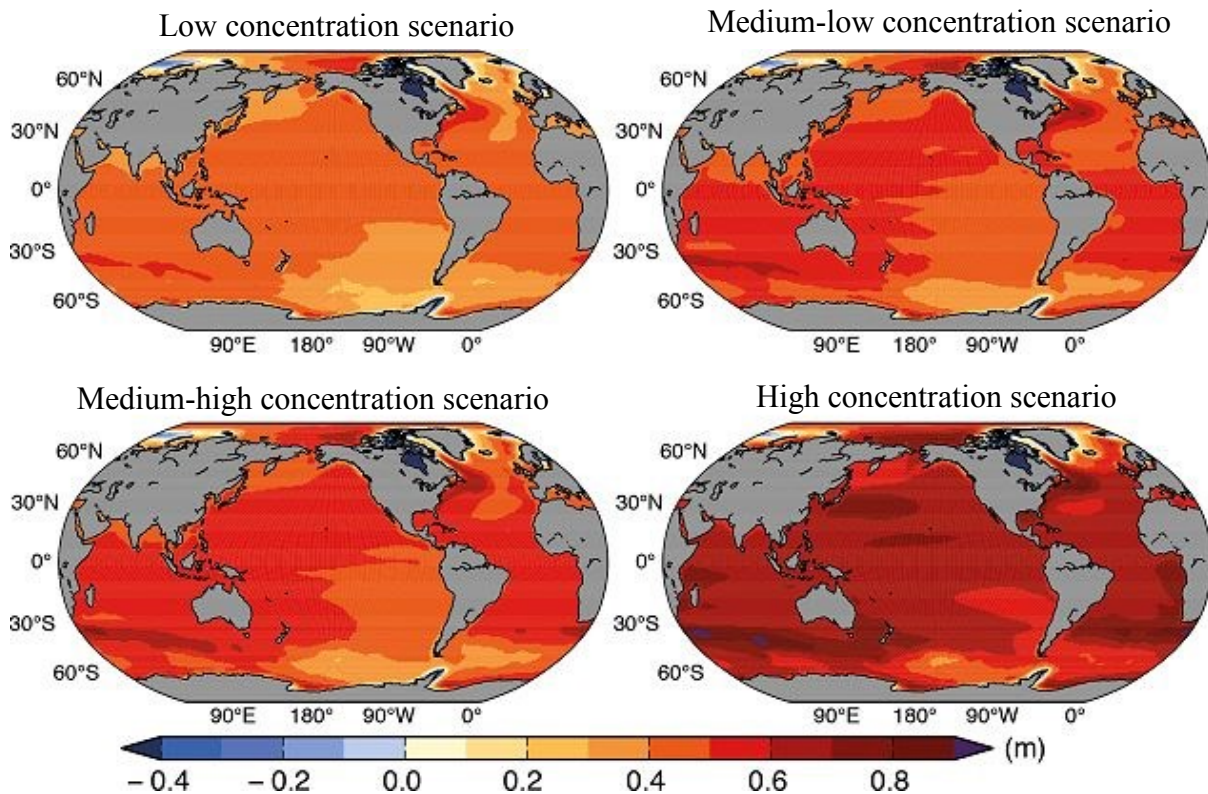 Low concentration scenario
Medium-low concentration scenario
60°N
30°N
0°
30°S
60°S
90°E 180° 90°W 0°
60°N
30°N
0°
30°S
60°S
90°E 180° 90°W 0°
Medium-high concentration scenario
High concentration scenario
60°N
30°N
0°
30°S
60°S
90°E 180° 90°W 0°
60°N
30°N
0°
30°S
60°S
90°E 180° 90°W 0°
(m)
−0.4 −0.2 0.0 0.2 0.4 0.6 0.8